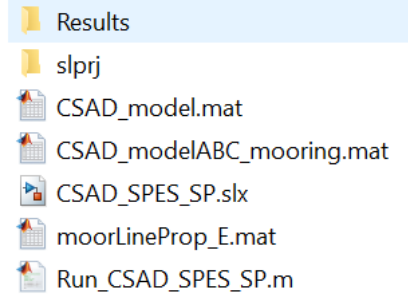 Results
slprj
CSAD_model.mat
CSAD_modelABC_mooring.mat
CSAD_SPES_SP.slx
moorLineProp_E.mat
Run_CSAD_SPES_SP.m